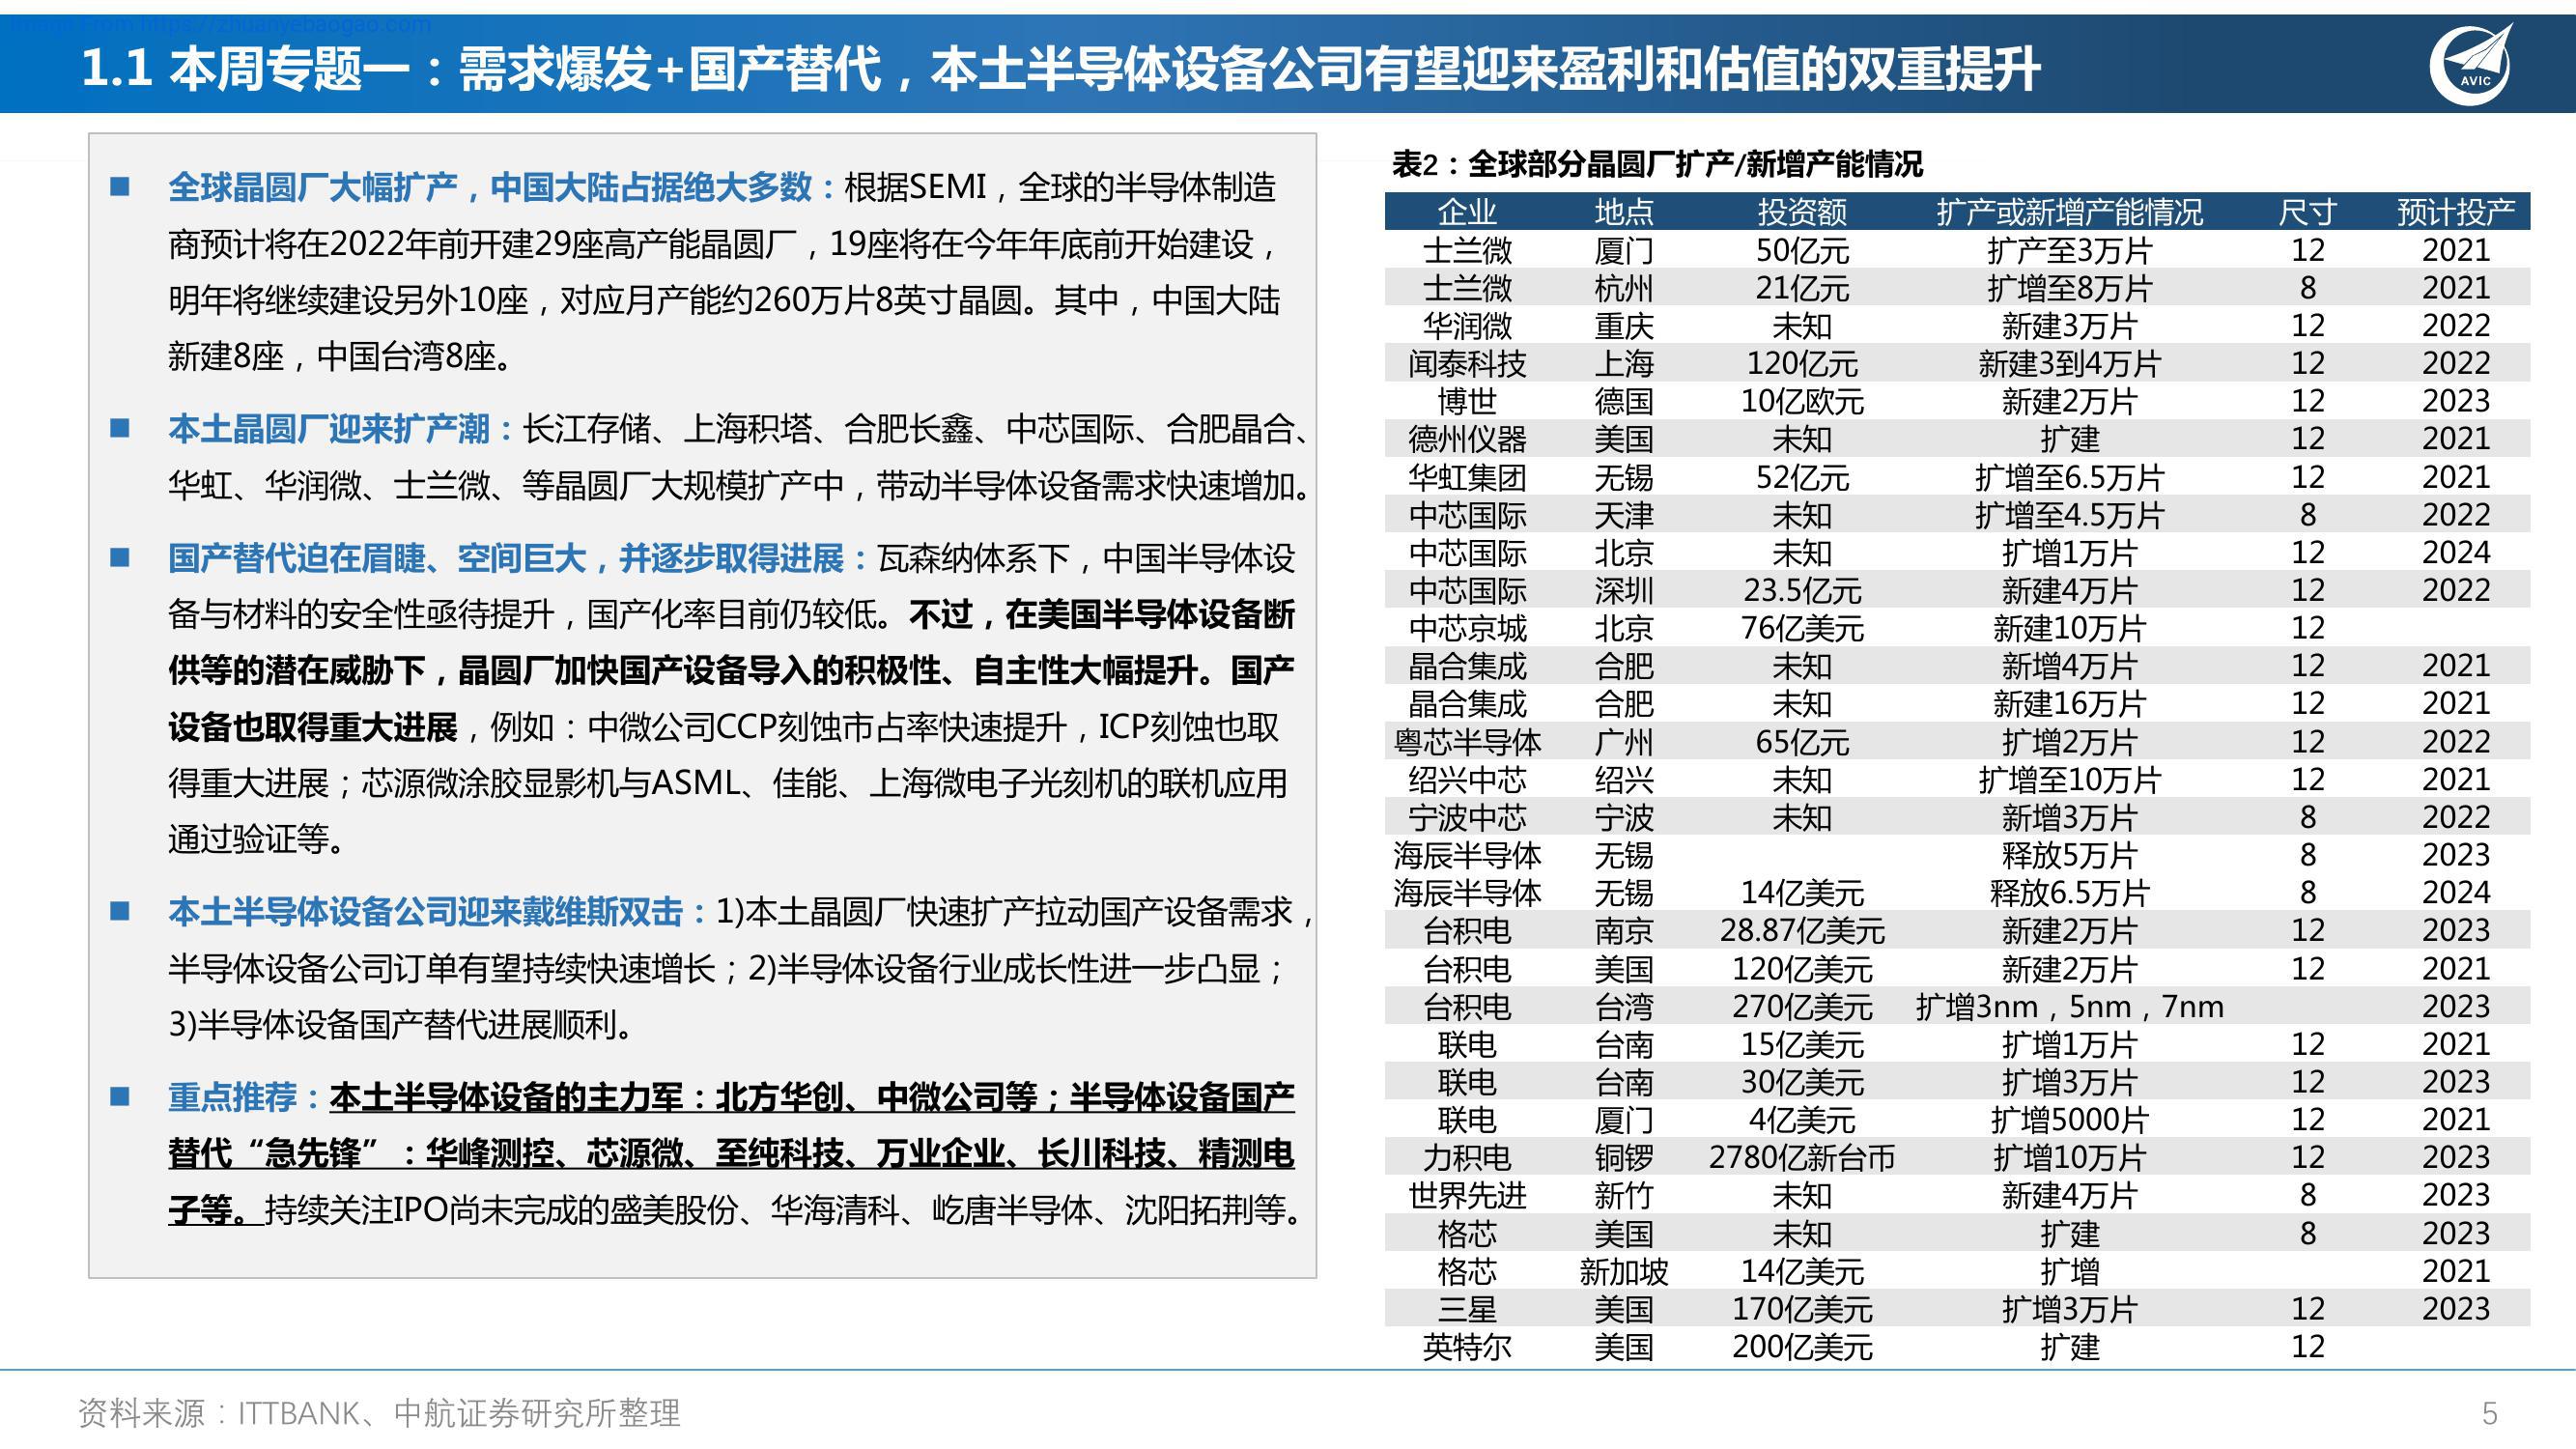 Image From https://zhuanyebaogao.com
1.1 本周专题一：需求爆发+国产替代，本土半导体设备公司有望迎来盈利和估值的双重提升
AVIC
■ 全球晶圆厂大幅扩产，中国大陆占据绝大多数：根据SEMI，全球的半导体制造
商预计将在2022年前开建29座高产能晶圆厂，19座将在今年年底前开始建设，
明年将继续建设另外10座，对应月产能约260万片8英寸晶圆。其中，中国大陆
新建8座，中国台湾8座。
■ 本土晶圆厂迎来扩产潮：长江存储、上海积塔、合肥长鑫、中芯国际、合肥晶合、
华虹、华润微、士兰微、等晶圆厂大规模扩产中，带动半导体设备需求快速增加。
■ 国产替代迫在眉睫、空间巨大，并逐步取得进展：瓦森纳体系下，中国半导体设
备与材料的安全性亟待提升，国产化率目前仍较低。不过，在美国半导体设备断
供等的潜在威胁下，晶圆厂加快国产设备导入的积极性、自主性大幅提升。国产
设备也取得重大进展，例如：中微公司CCP刻蚀市占率快速提升，ICP刻蚀也取
得重大进展；芯源微涂胶显影机与ASML、佳能、上海微电子光刻机的联机应用
通过验证等。
■ 本土半导体设备公司迎来戴维斯双击：1)本土晶圆厂快速扩产拉动国产设备需求，
半导体设备公司订单有望持续快速增长；2)半导体设备行业成长性进一步凸显；
3)半导体设备国产替代进展顺利。
■ 重点推荐：本土半导体设备的主力军：北方华创、中微公司等；半导体设备国产
替代“急先锋”：华峰测控、芯源微、至纯科技、万业企业、长川科技、精测电
子等。持续关注IPO尚未完成的盛美股份、华海清科、屹唐半导体、沈阳拓荆等。
表2：全球部分晶圆厂扩产/新增产能情况
企业 地点 投资额 扩产或新增产能情况 尺寸 预计投产
士兰微 厦门 50亿元 扩产至3万片 12 2021
士兰微 杭州 21亿元 扩增至8万片 8 2021
华润微 重庆 未知 新建3万片 12 2022
闻泰科技 上海 120亿元 新建3到4万片 12 2022
博世 德国 10亿欧元 新建2万片 12 2023
德州仪器 美国 未知 扩建 12 2021
华虹集团 无锡 52亿元 扩增至6.5万片 12 2021
中芯国际 天津 未知 扩增至4.5万片 8 2022
中芯国际 北京 未知 扩增1万片 12 2024
中芯国际 深圳 23.5亿元 新建4万片 12 2022
中芯京城 北京 76亿美元 新建10万片 12
晶合集成 合肥 未知 新增4万片 12 2021
晶合集成 合肥 未知 新建16万片 12 2021
粤芯半导体 广州 65亿元 扩增2万片 12 2022
绍兴中芯 绍兴 未知 扩增至10万片 12 2021
宁波中芯 宁波 未知 新增3万片 8 2022
海辰半导体 无锡 释放5万片 8 2023
海辰半导体 无锡 14亿美元 释放6.5万片 8 2024
台积电 南京 28.87亿美元 新建2万片 12 2023
台积电 美国 120亿美元 新建2万片 12 2021
台积电 台湾 270亿美元 扩增3nm，5nm，7nm 2023
联电 台南 15亿美元 扩增1万片 12 2021
联电 台南 30亿美元 扩增3万片 12 2023
联电 厦门 4亿美元 扩增5000片 12 2021
力积电 铜锣 2780亿新台币 扩增10万片 12 2023
世界先进 新竹 未知 新建4万片 8 2023
格芯 美国 未知 扩建 8 2023
格芯 新加坡 14亿美元 扩增 2021
三星 美国 170亿美元 扩增3万片 12 2023
英特尔 美国 200亿美元 扩建 12
资料来源：ITTBANK、中航证券研究所整理
5